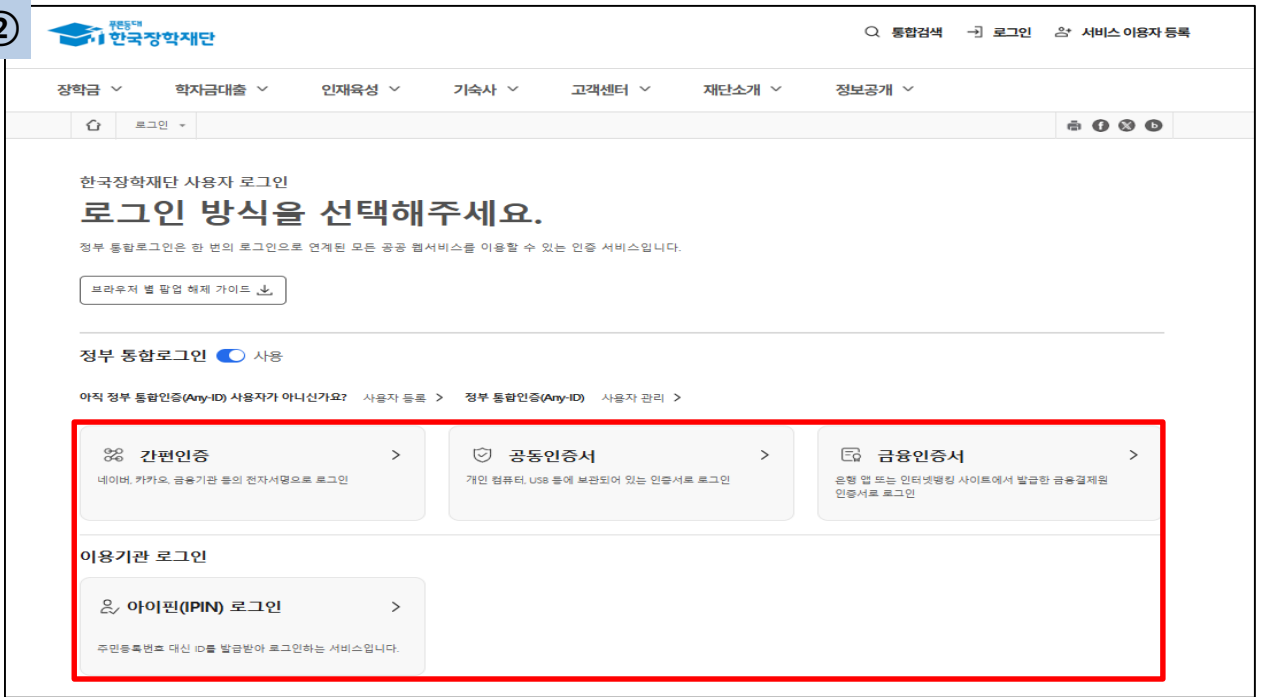 ②
푸른등대
한국장학재단
통합검색 로그인 서비스 이용자 등록
장학금 학자금대출 인재육성 기숙사 고객센터 재단소개 정보공개
로그인
한국장학재단 사용자 로그인
로그인 방식을 선택해주세요.
정부 통합로그인은 한 번의 로그인으로 연계된 모든 공공 웹서비스를 이용할 수 있는 인증 서비스입니다.
브라우저 별 팝업 해제 가이드
정부 통합로그인 사용
아직 정부 통합인증(Any-ID) 사용자가 아니신가요? 사용자 등록 > 정부 통합인증(Any-ID) 사용자 관리 >
간편인증 >
네이버, 카카오, 금융기관 등의 전자서명으로 로그인
공동인증서 >
개인 컴퓨터, USB 등에 보관되어 있는 인증서로 로그인
금융인증서 >
은행 앱 또는 인터넷뱅킹 사이트에서 발급한 금융결제원
인증서로 로그인
이용기관 로그인
아이핀(IPIN) 로그인 >
주민등록번호 대신 ID를 발급받아 로그인하는 서비스입니다.